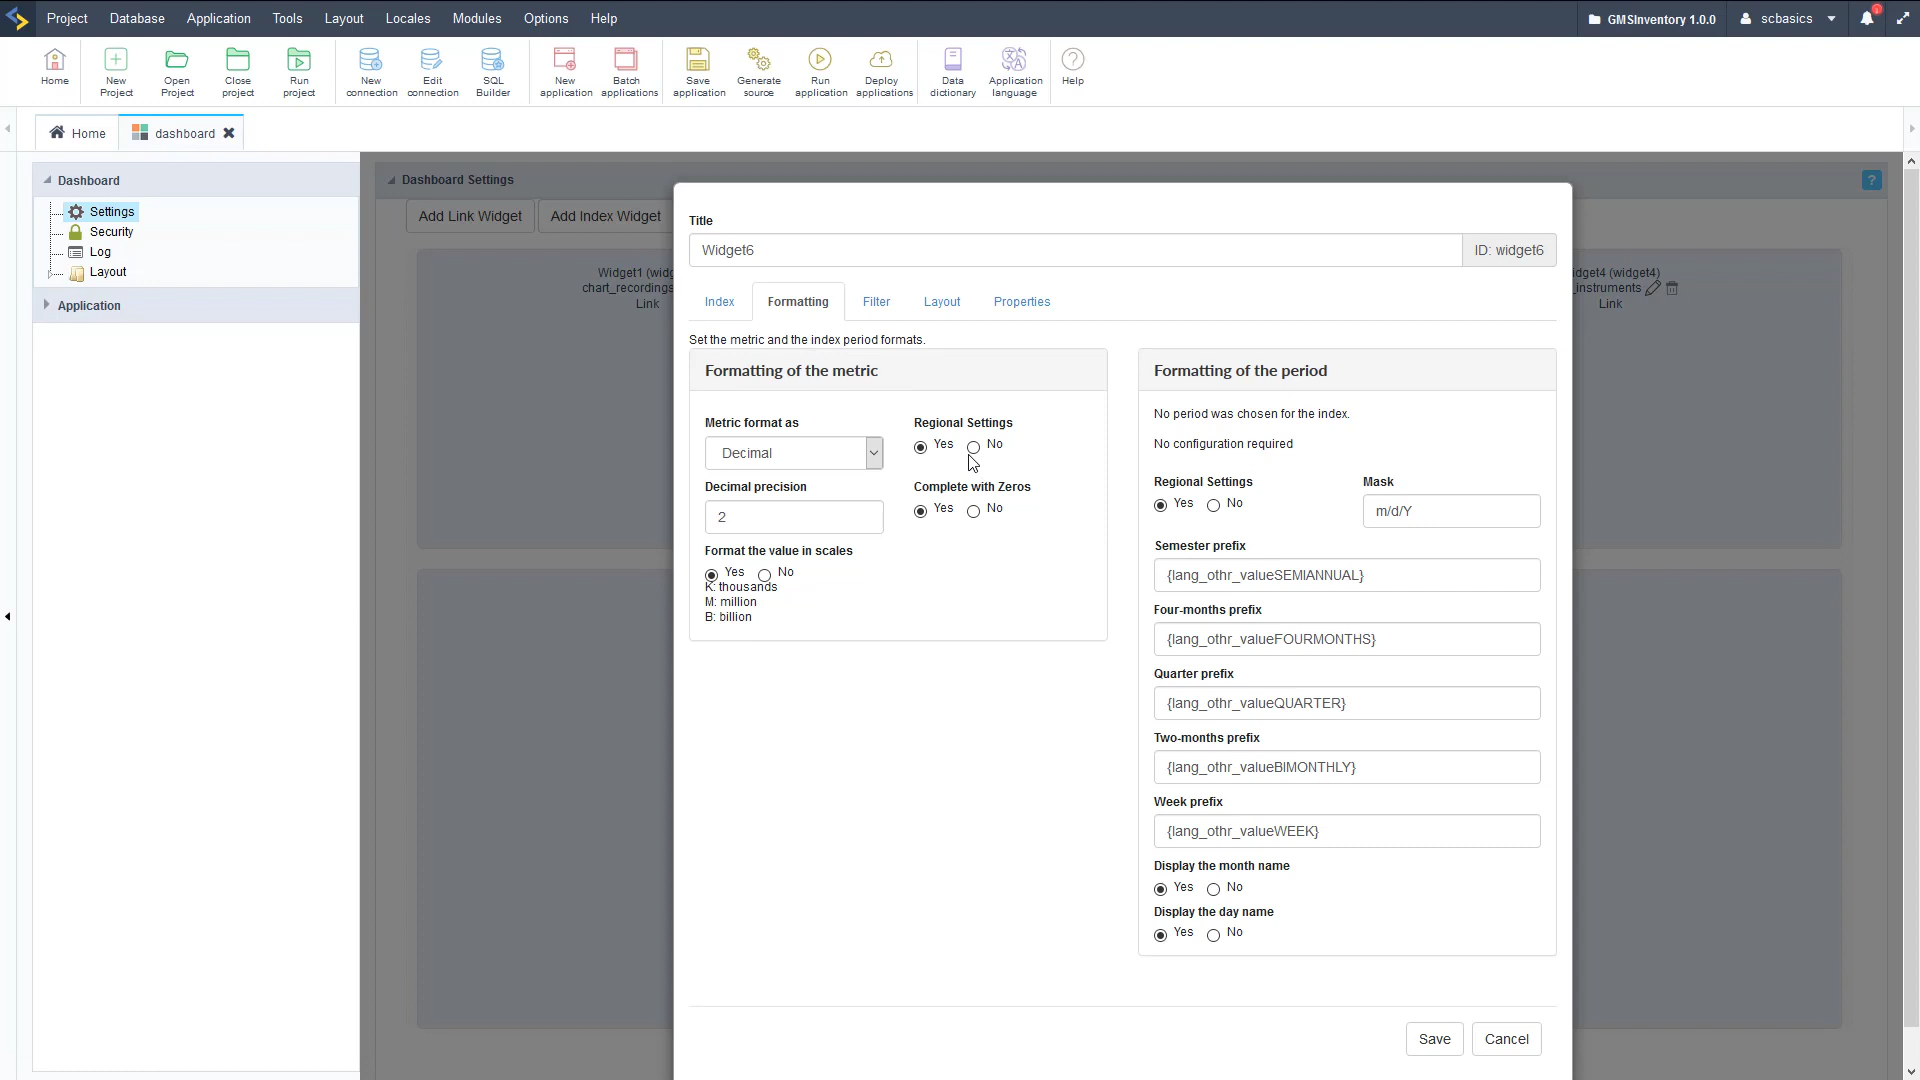 Project Database Application Tools Layout Locales Modules Options Help
GMSInventory 1.0.0 scbasics
Home
New Project
Open Project
Close project
Run project
New connection
Edit connection
SQL Builder
New application
Batch applications
Save application
Generate source
Run application
Deploy applications
Data dictionary
Application language
Help
Home dashboard
Dashboard
Settings
Security
Log
Layout
Application
Dashboard Settings
?
Add Link Widget Add Index Widget
Widget1 (widg
chart_recordings
Link
dget4 (widget4)
_instruments
Link
Title
Widget6 ID: widget6
Index Formatting Filter Layout Properties
Set the metric and the index period formats.
Formatting of the metric
Metric format as Regional Settings
Decimal Yes No
Decimal precision Complete with Zeros
2 Yes No
Format the value in scales
Yes No
K: thousands
M: million
B: billion
Formatting of the period
No period was chosen for the index.
No configuration required
Regional Settings Mask
Yes No m/d/Y
Semester prefix
{lang_othr_valueSEMIANNUAL}
Four-months prefix
{lang_othr_valueFOURMONTHS}
Quarter prefix
{lang_othr_valueQUARTER}
Two-months prefix
{lang_othr_valueBIMONTHLY}
Week prefix
{lang_othr_valueWEEK}
Display the month name
Yes No
Display the day name
Yes No
Save Cancel